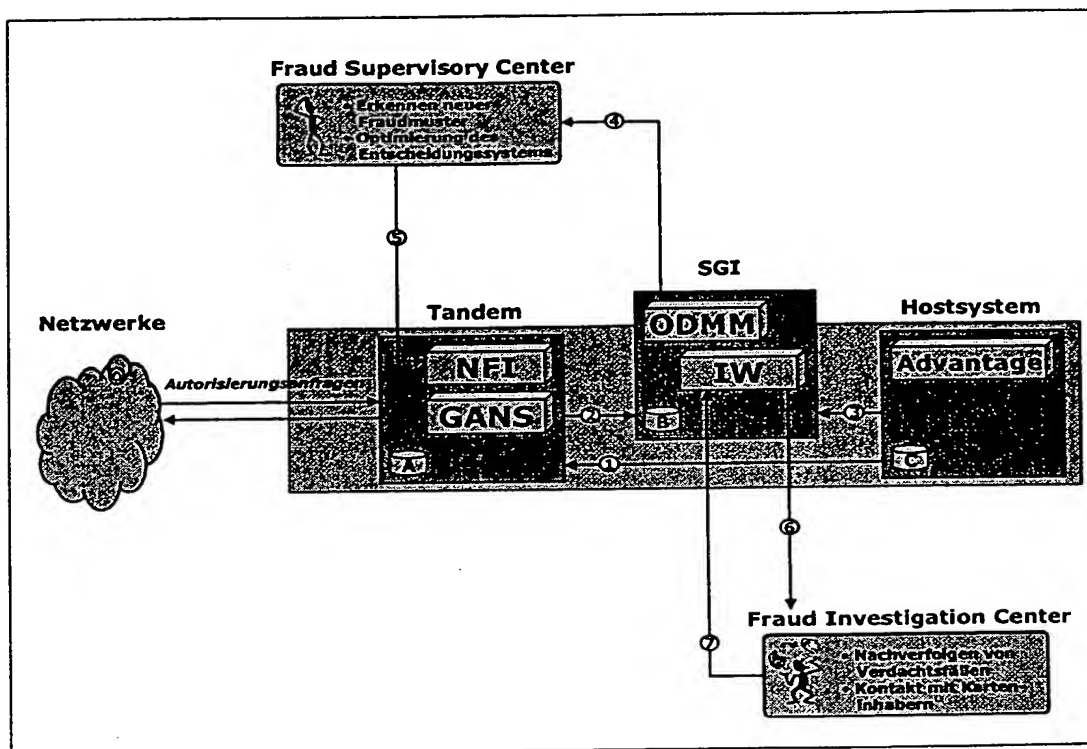 Fraud Supervisory Center
• Erkennen neuer
Fraudmuster
• Optimierung des
Entscheidungssystems
④
⑤
SGI
ODMM
IW
B
Tandem
NFI
GANS
A
Hostsystem
Advantage
C
Netzwerke
Autorisierungsanfragen
②
③
①
⑥
⑦
Fraud Investigation Center
• Nachverfolgen von
Verdachtsfällen
• Kontakt mit Karten-
inhabern